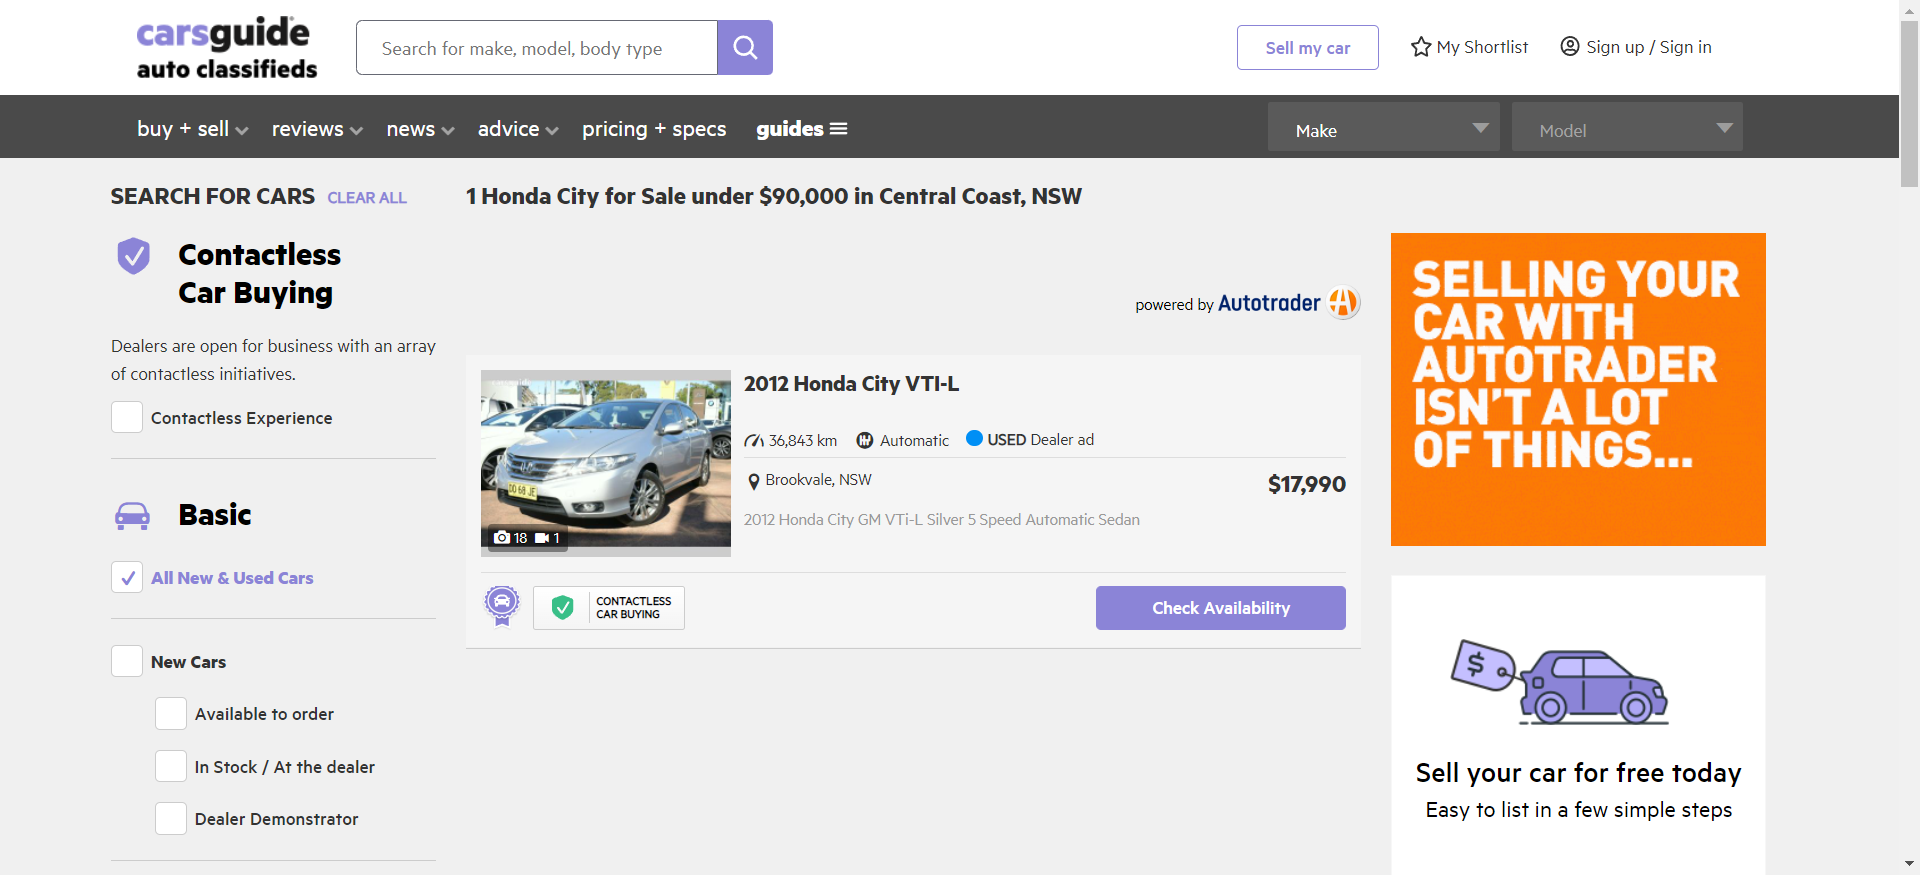 carsguide
auto classifieds
Search for make, model, body type
Sell my car
My Shortlist
Sign up / Sign in
buy + sell
reviews
news
advice
pricing + specs
guides
Make
Model
SEARCH FOR CARS
CLEAR ALL
1 Honda City for Sale under $90,000 in Central Coast, NSW
Contactless
Car Buying
Dealers are open for business with an array
of contactless initiatives.
Contactless Experience
Basic
All New & Used Cars
New Cars
Available to order
In Stock / At the dealer
Dealer Demonstrator
powered by Autotrader
2012 Honda City VTI-L
36,843 km
Automatic
USED Dealer ad
Brookvale, NSW
$17,990
2012 Honda City GM VTi-L Silver 5 Speed Automatic Sedan
DD 68 JE
18
1
CONTACTLESS
CAR BUYING
Check Availability
SELLING YOUR
CAR WITH
AUTOTRADER
ISN'T A LOT
OF THINGS...
$
Sell your car for free today
Easy to list in a few simple steps